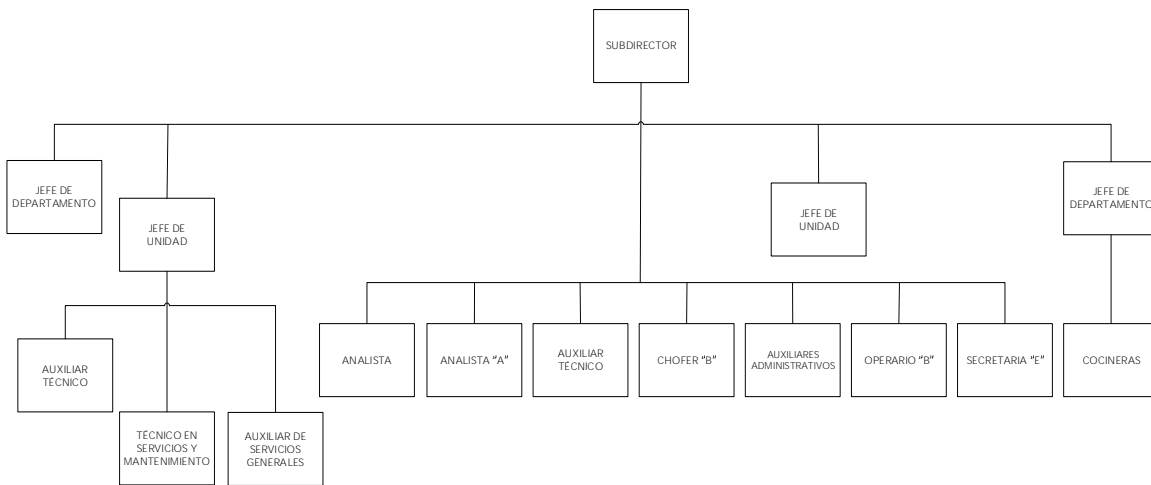 SUBDIRECTOR
JEFE DE
DEPARTAMENTO
JEFE DE
UNIDAD
JEFE DE
UNIDAD
JEFE DE
DEPARTAMENTO
ANALISTA
ANALISTA “A”
AUXILIAR
TÉCNICO
CHOFER “B”
AUXILIARES
ADMINISTRATIVOS
OPERARIO “B”
SECRETARIA “E”
COCINERAS
AUXILIAR
TÉCNICO
TÉCNICO EN
SERVICIOS Y
MANTENIMIENTO
AUXILIAR DE
SERVICIOS
GENERALES